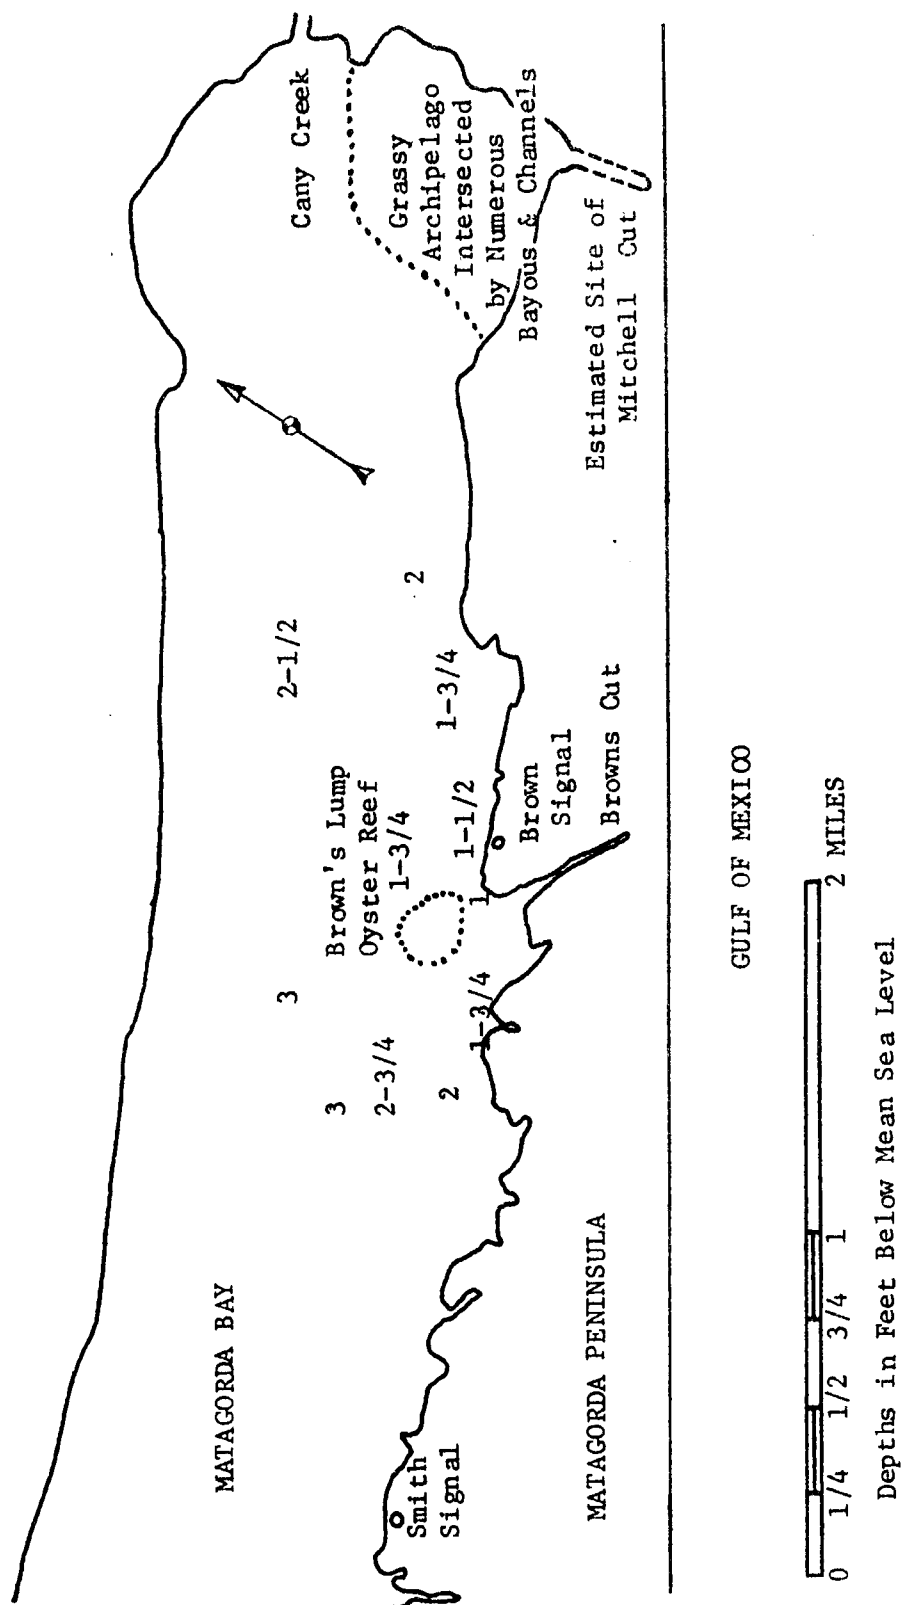 Cany Creek
Grassy
Archipelago
Intersected
by Numerous
Bayous & Channels
Estimated Site of
Mitchell Cut
2-1/2
2
1-3/4
Brown's Lump
Oyster Reef
1-3/4
1-1/2
1
Brown
Signal
Browns Cut
3
1-3/4
3
2-3/4
2
MATAGORDA BAY
Smith
Signal
MATAGORDA PENINSULA
GULF OF MEXICO
0 1/4 1/2 3/4 1 2 MILES
Depths in Feet Below Mean Sea Level